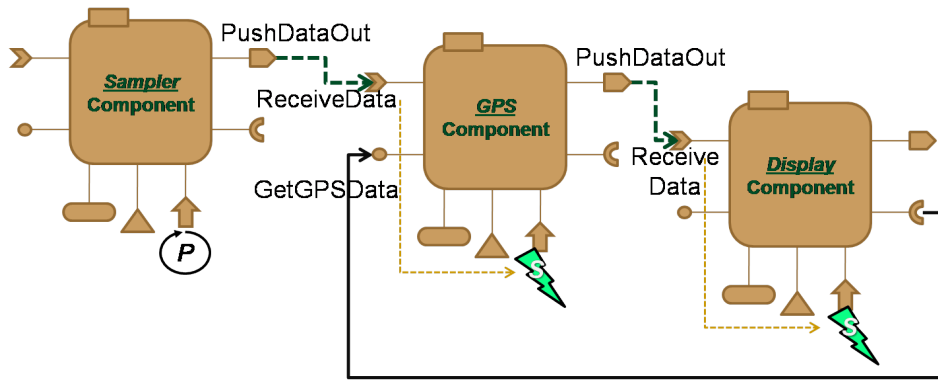 PushDataOut
Sampler
Component
P
ReceiveData
PushDataOut
GPS
Component
GetGPSData
S
Receive
Data
Display
Component
S